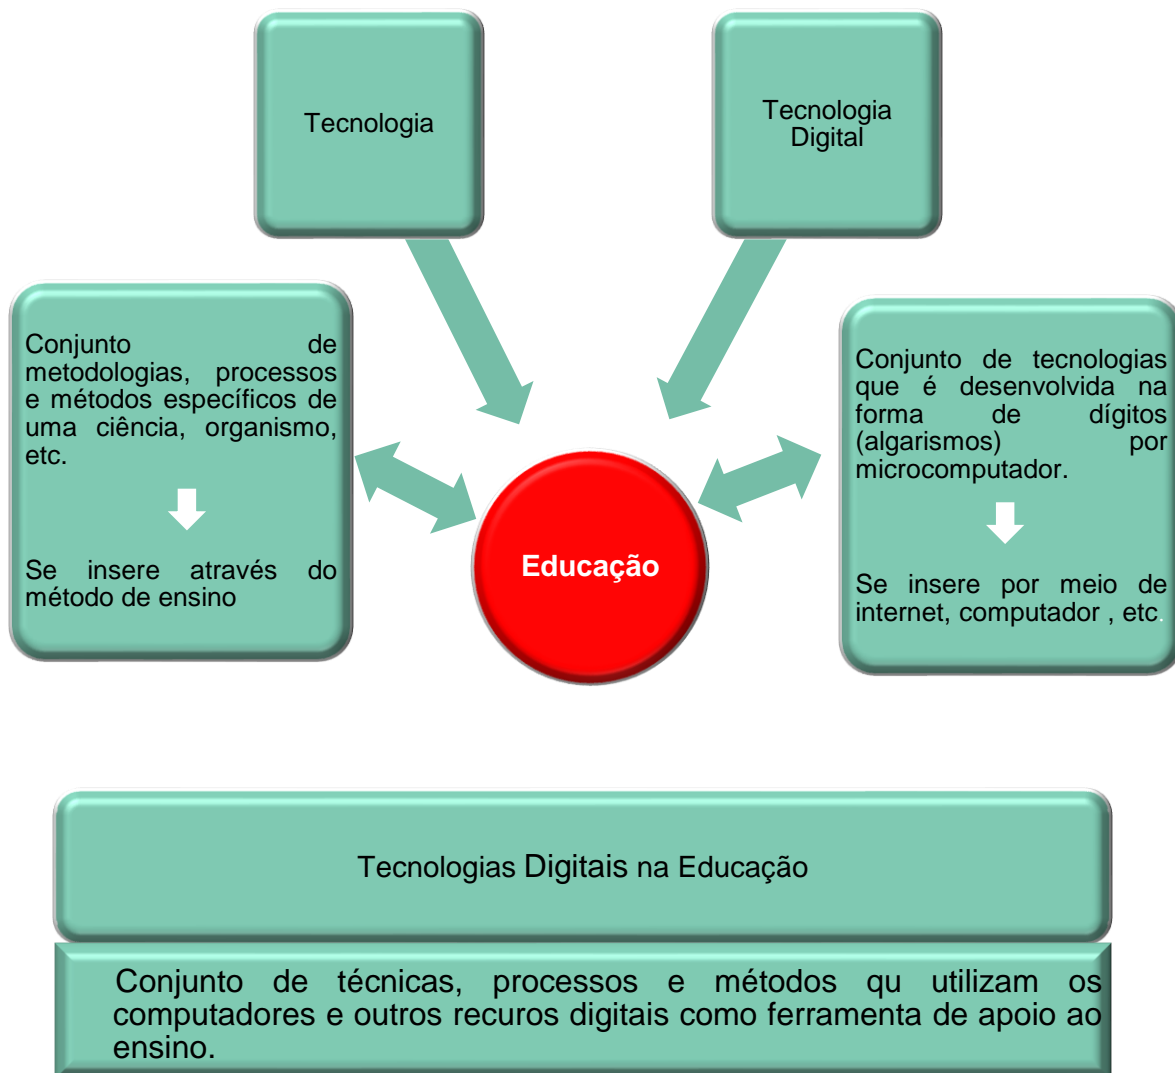 Tecnologia
Tecnologia
Digital
Conjunto de
metodologias, processos
e métodos específicos de
uma ciência, organismo,
etc.
Se insere através do
método de ensino
Educação
Conjunto de tecnologias
que é desenvolvida na
forma de dígitos
(algarismos) por
microcomputador.
Se insere por meio de
internet, computador , etc.
Tecnologias Digitais na Educação
Conjunto de técnicas, processos e métodos qu utilizam os
computadores e outros recuros digitais como ferramenta de apoio ao
ensino.